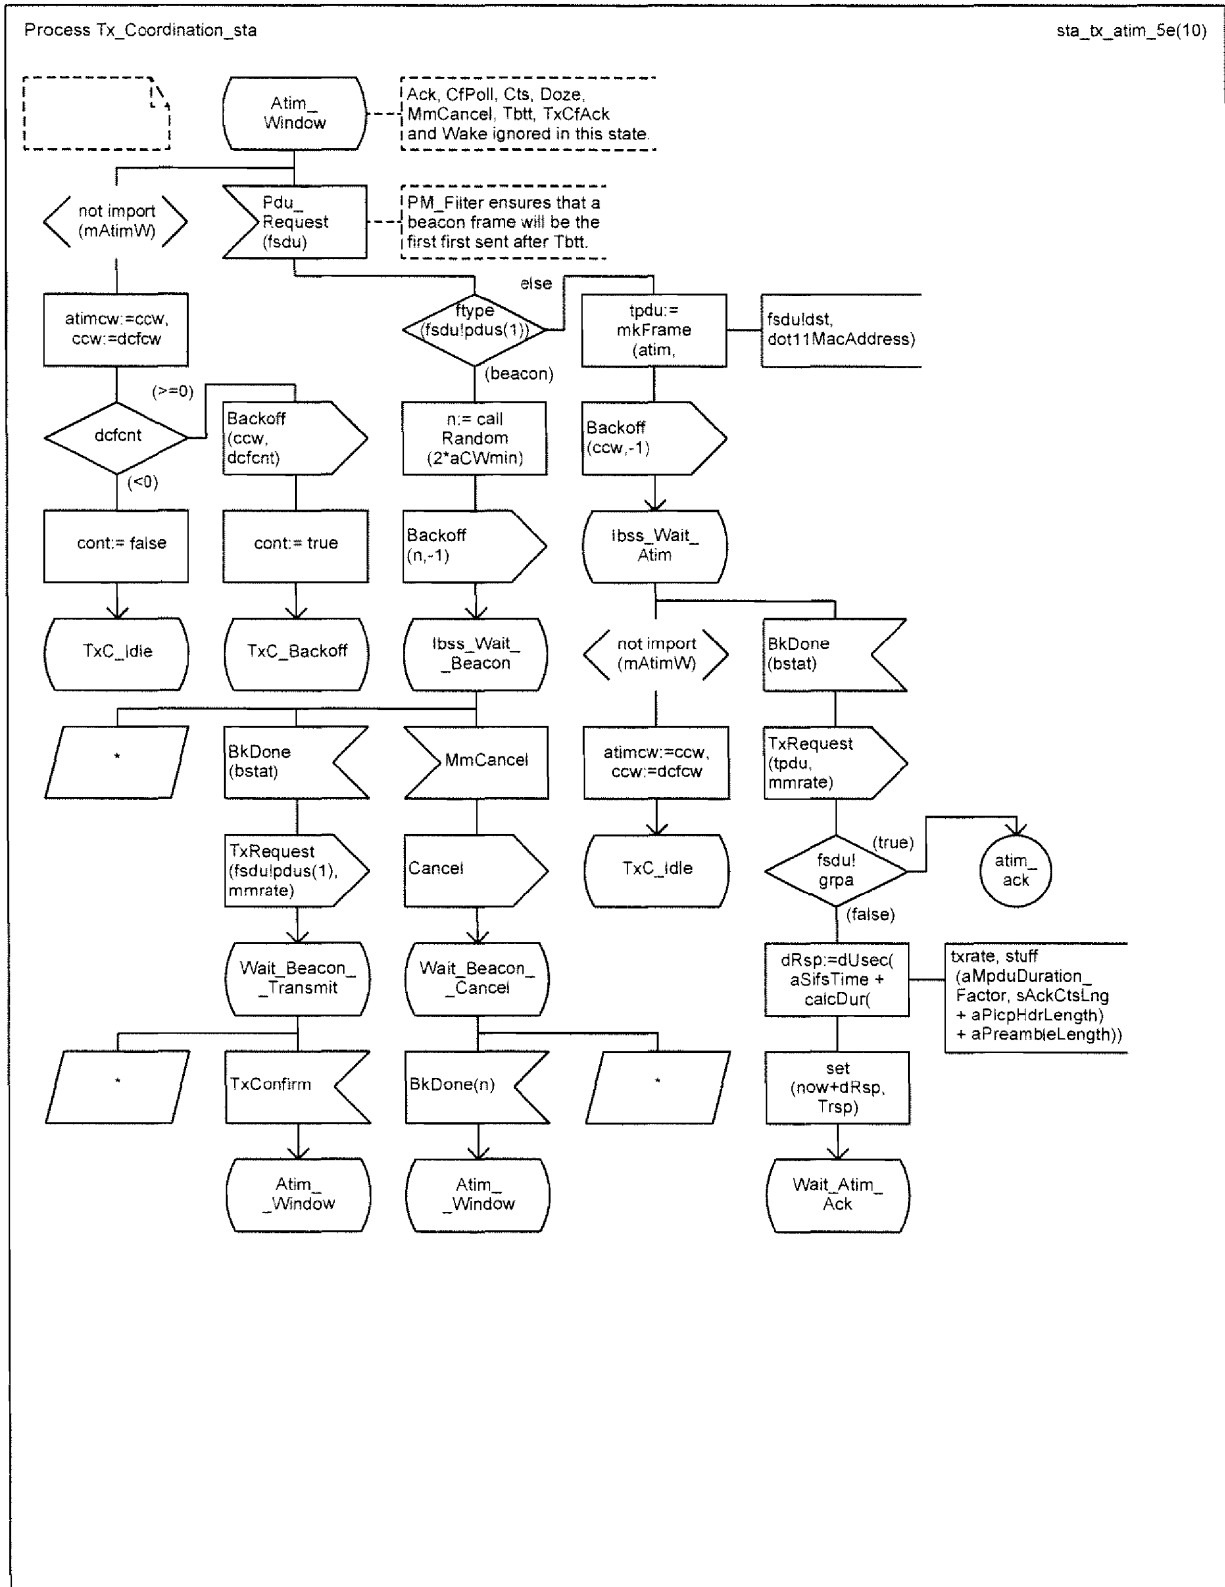 Process Tx_Coordination_sta
sta_tx_atim_5e(10)
Atim_
_Window
Ack, CfPoll, Cts, Doze,
MmCancel, Tbtt, TxCfAck
and Wake ignored in this state.
not import
(mAtimW)
Pdu_
_Request
(fsdu)
PM_Filter ensures that a
beacon frame will be the
first first sent after Tbtt.
atimcw:=ccw,
ccw:=dcfcw
ftype
(fsdu!pdus(1))
else
(beacon)
tpdu:=
mkFrame
(atim,
fsdu!dst,
dot11MacAddress)
dcfcnt
(>=0)
(<0)
Backoff
(ccw,
dcfcnt)
n:= call
Random
(2*aCWmin)
Backoff
(ccw,-1)
cont:= false
cont:= true
Backoff
(n,-1)
Ibss_Wait_
_Atim
TxC_Idle
TxC_Backoff
Ibss_Wait_
_Beacon
not import
(mAtimW)
BkDone
(bstat)
*
BkDone
(bstat)
MmCancel
atimcw:=ccw,
ccw:=dcfcw
TxRequest
(tpdu,
mmrate)
TxRequest
(fsdu!pdus(1),
mmrate)
Cancel
TxC_Idle
fsdu!
grpa
(true)
(false)
atim_
_ack
Wait_Beacon_
_Transmit
Wait_Beacon_
_Cancel
dRsp:=dUsec(
aSifsTime +
calcDur(
txrate, stuff
(aMpduDuration_
_Factor, sAckCtsLng
+ aPlcpHdrLength)
+ aPreambleLength))
*
TxConfirm
BkDone(n)
*
set
(now+dRsp,
Trsp)
Atim_
_Window
Atim_
_Window
Wait_Atim_
_Ack